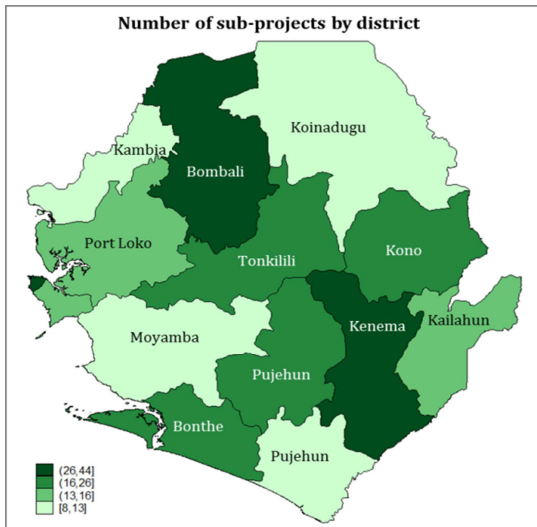 Number of sub-projects by district
Koinadugu
Kambia
Bombali
Port Loko
Kono
Tonkilili
Kailahun
Moyamba
Kenema
Pujehun
Bonthe
Pujehun
(26,44]
(16,26]
(13,16]
[8,13]